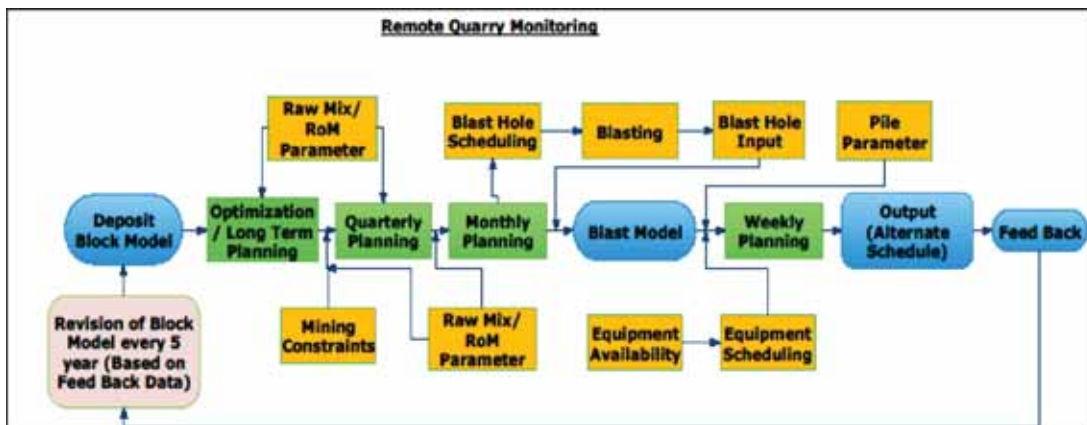 Remote Quarry Monitoring
Raw Mix/
RoM
Parameter
Blast Hole
Scheduling
Blasting
Blast Hole
Input
Pile
Parameter
Deposit
Block Model
Optimization
/ Long Term
Planning
Quarterly
Planning
Monthly
Planning
Blast Model
Weekly
Planning
Output
(Alternate
Schedule)
Feed Back
Revision of Block
Model every 5
year (Based on
Feed Back Data)
Mining
Constraints
Raw Mix/
RoM
Parameter
Equipment
Availability
Equipment
Scheduling